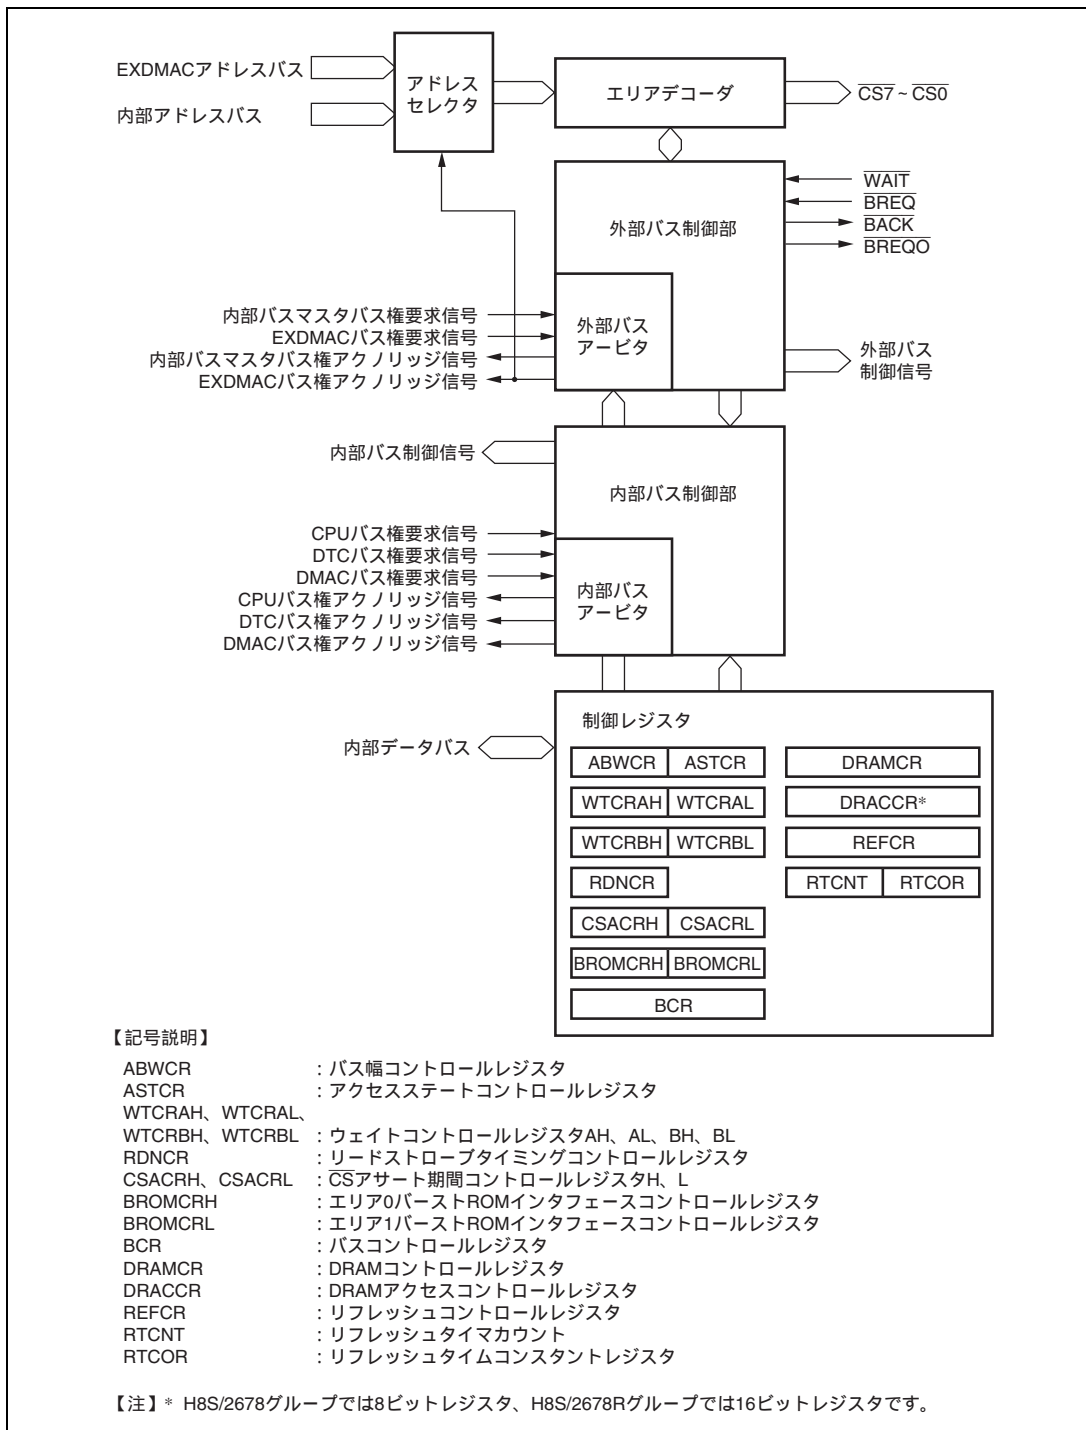 EXDMACアドレスバス
内部アドレスバス
アドレス
セレクタ
エリアデコーダ
CS7～CS0
外部バス制御部
WAIT
BREQ
BACK
BREQO
内部バスマスタバス権要求信号
EXDMACバス権要求信号
内部バスマスタバス権アクノリッジ信号
EXDMACバス権アクノリッジ信号
外部バス
アービタ
外部バス
制御信号
内部バス制御信号
内部バス制御部
CPUバス権要求信号
DTCバス権要求信号
DMACバス権要求信号
CPUバス権アクノリッジ信号
DTCバス権アクノリッジ信号
DMACバス権アクノリッジ信号
内部バス
アービタ
内部データバス
制御レジスタ
ABWCR ASTCR DRAMCR
WTCRAH WTCRAL DRACCR*
WTCRBH WTCRBL REFCR
RDNCR RTCNT RTCOR
CSACRH CSACRL
BROMCRH BROMCRL
BCR
【記号説明】
ABWCR ：バス幅コントロールレジスタ
ASTCR ：アクセスステートコントロールレジスタ
WTCRAH、WTCRAL、
WTCRBH、WTCRBL ：ウェイトコントロールレジスタAH、AL、BH、BL
RDNCR ：リードストローブタイミングコントロールレジスタ
CSACRH、CSACRL ：CSアサート期間コントロールレジスタH、L
BROMCRH ：エリア0バーストROMインタフェースコントロールレジスタ
BROMCRL ：エリア1バーストROMインタフェースコントロールレジスタ
BCR ：バスコントロールレジスタ
DRAMCR ：DRAMコントロールレジスタ
DRACCR ：DRAMアクセスコントロールレジスタ
REFCR ：リフレッシュコントロールレジスタ
RTCNT ：リフレッシュタイマカウント
RTCOR ：リフレッシュタイムコンスタントレジスタ
【注】* H8S/2678グループでは8ビットレジスタ、H8S/2678Rグループでは16ビットレジスタです。